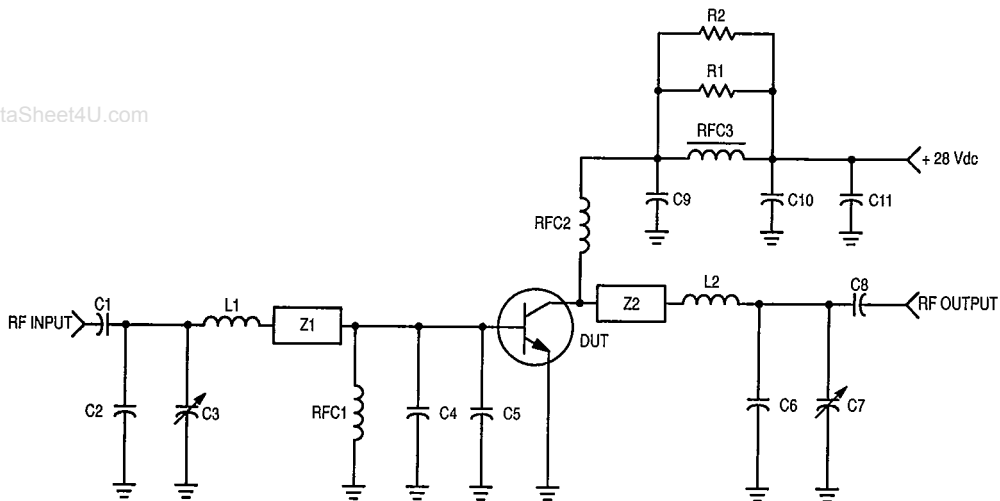 R2
R1
taSheet4U.com
RFC3
+ 28 Vdc
C9
C10
C11
RFC2
L2
C8
C1
L1
RF INPUT
Z1
Z2
RF OUTPUT
DUT
C2
C3
RFC1
C4
C5
C6
C7